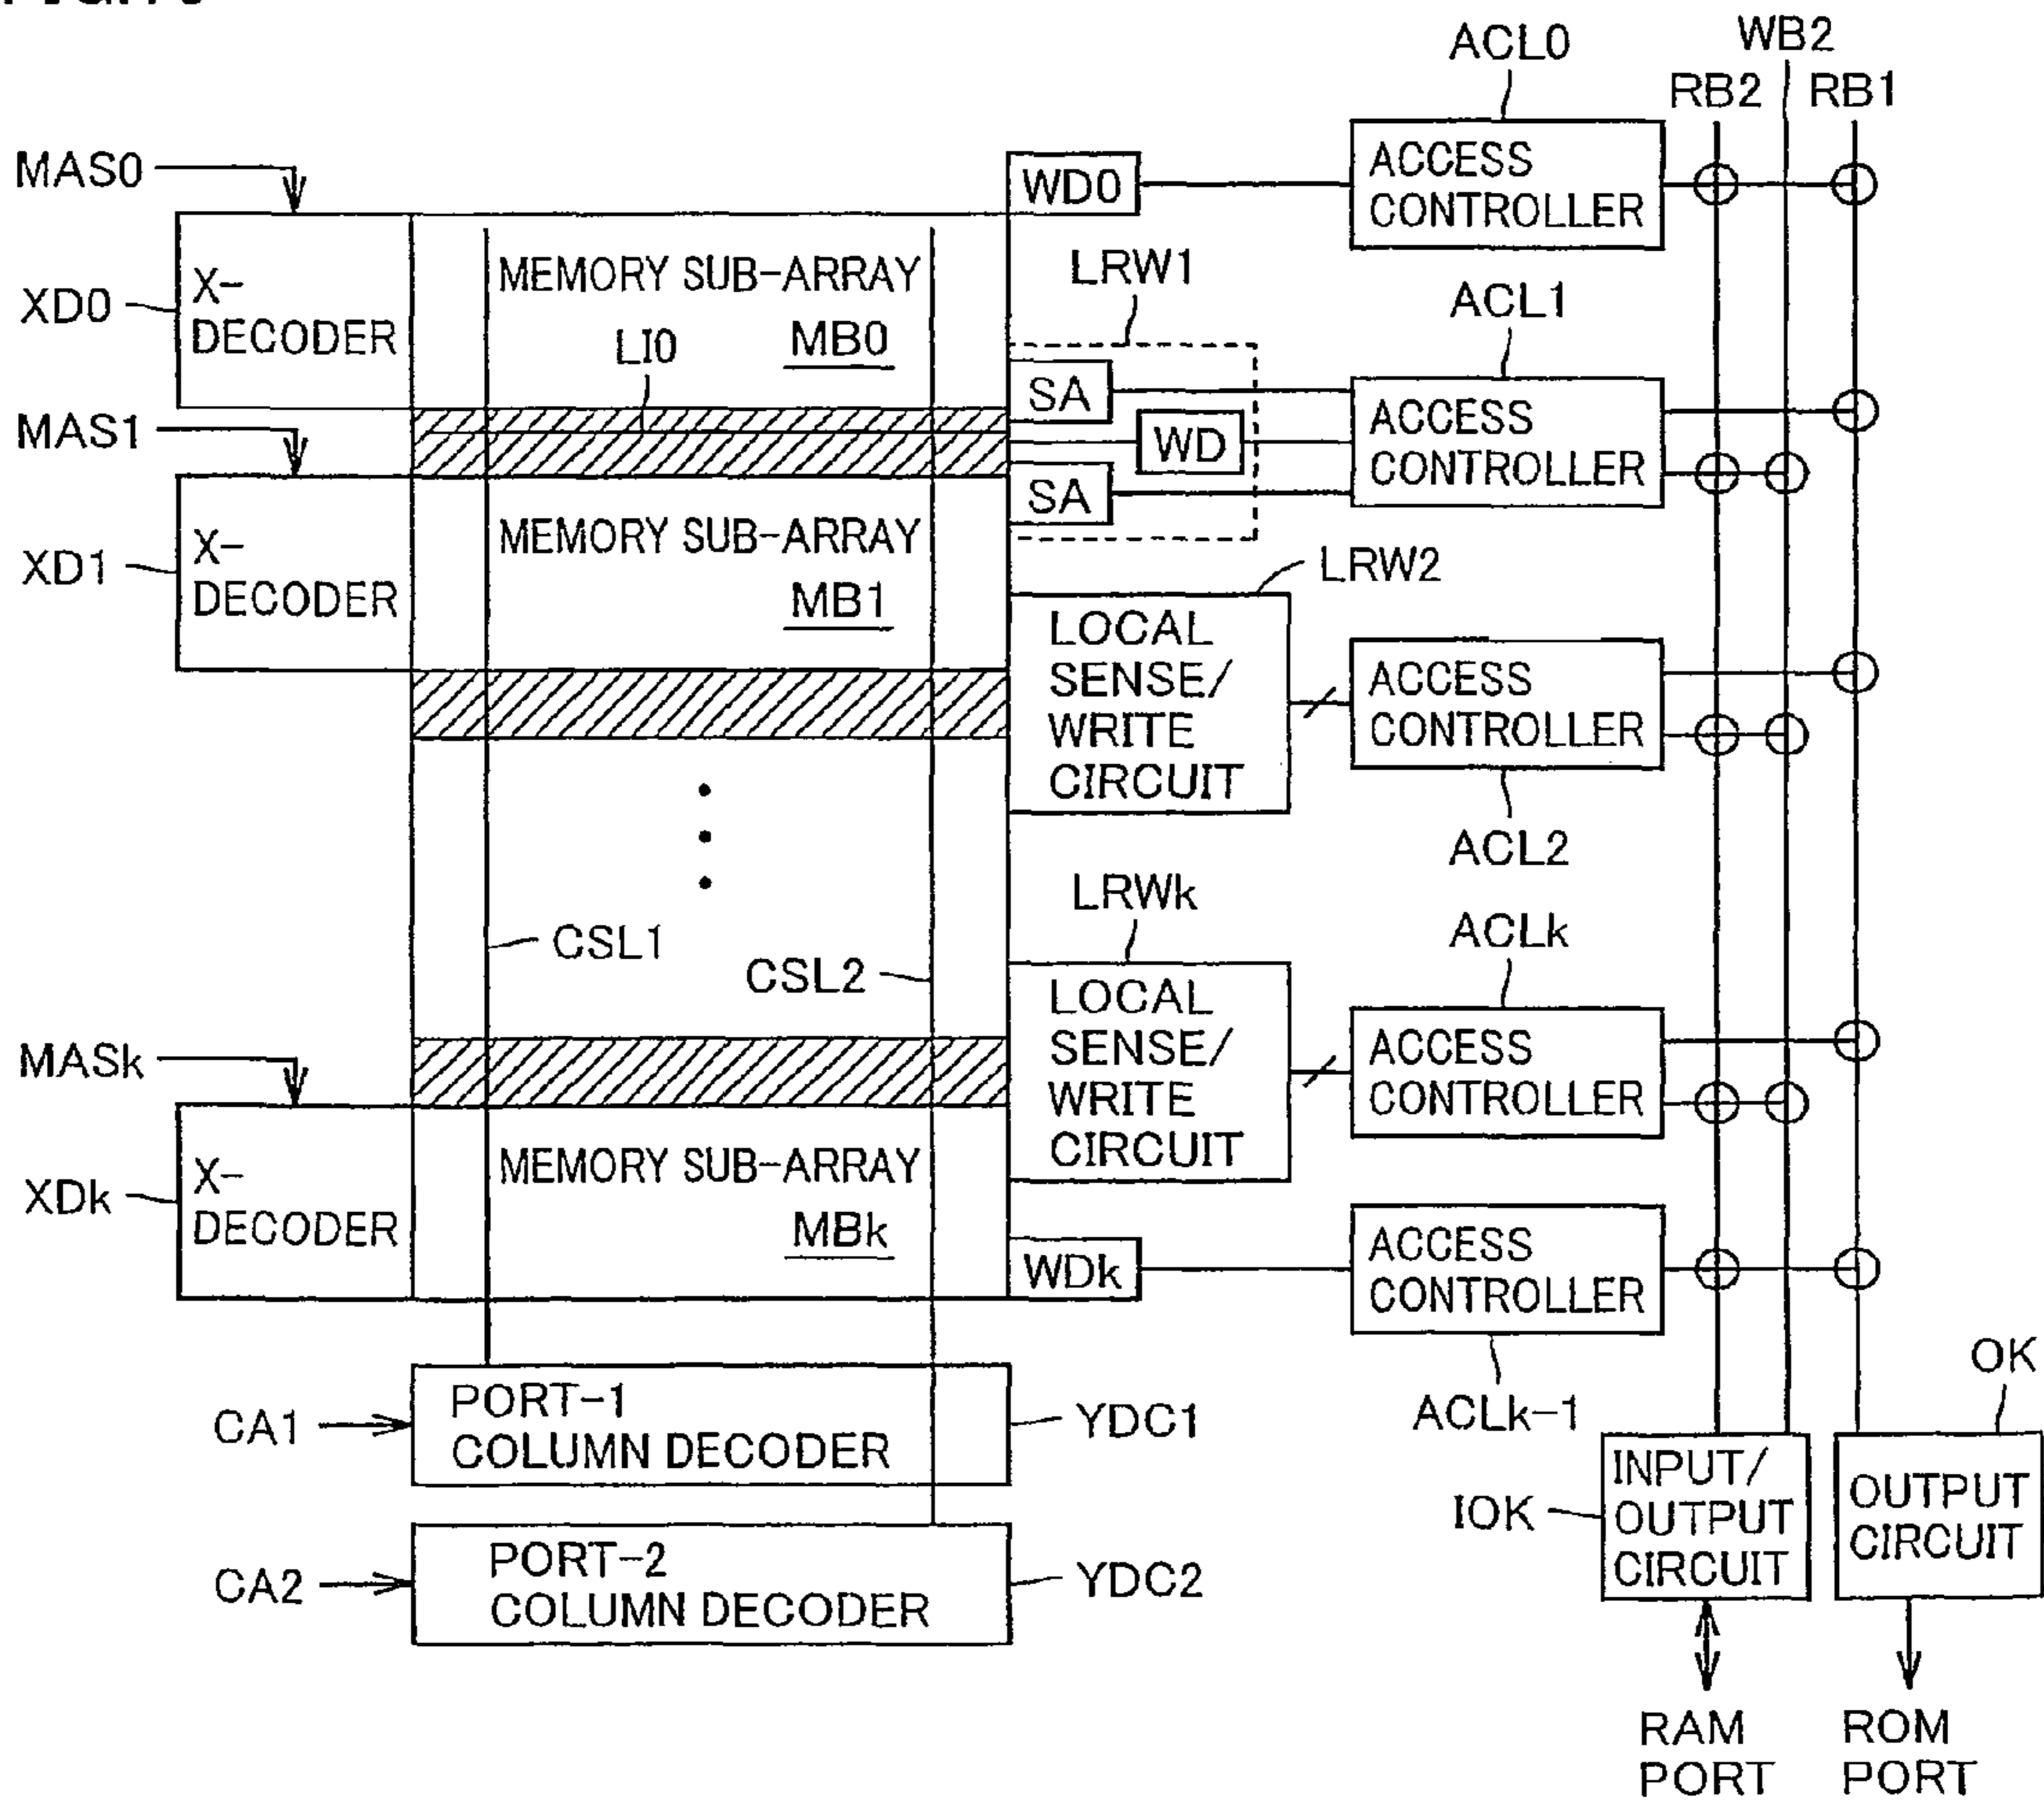 ACL0
WB2
RB2
RB1
MAS0
WD0
ACCESS
CONTROLLER
XD0
X-
DECODER
MEMORY SUB-ARRAY
MB0
LI0
LRW1
ACL1
MAS1
SA
WD
SA
ACCESS
CONTROLLER
XD1
X-
DECODER
MEMORY SUB-ARRAY
MB1
LRW2
LOCAL
SENSE/
WRITE
CIRCUIT
ACCESS
CONTROLLER
ACL2
CSL1
CSL2
LRWk
ACLk
LOCAL
SENSE/
WRITE
CIRCUIT
ACCESS
CONTROLLER
MASk
XDk
X-
DECODER
MEMORY SUB-ARRAY
MBk
WDk
ACCESS
CONTROLLER
ACLk-1
CA1
PORT-1
COLUMN DECODER
YDC1
CA2
PORT-2
COLUMN DECODER
YDC2
IOK
INPUT/
OUTPUT
CIRCUIT
OK
OUTPUT
CIRCUIT
RAM
PORT
ROM
PORT